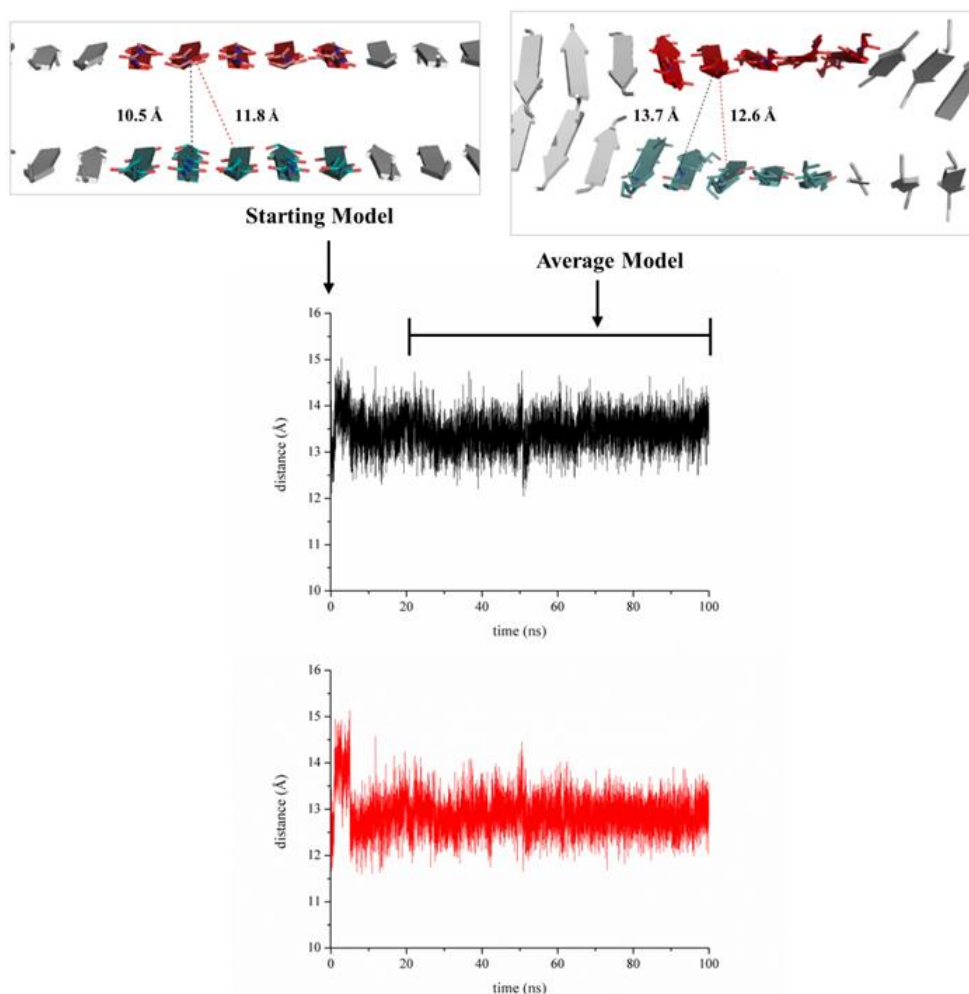 10.5 Å
11.8 Å
13.7 Å
12.6 Å
Starting Model
Average Model
16
15
14
13
12
11
10
distance (Å)
0
20
40
60
80
100
time (ns)
16
15
14
13
12
11
10
distance (Å)
0
20
40
60
80
100
time (ns)